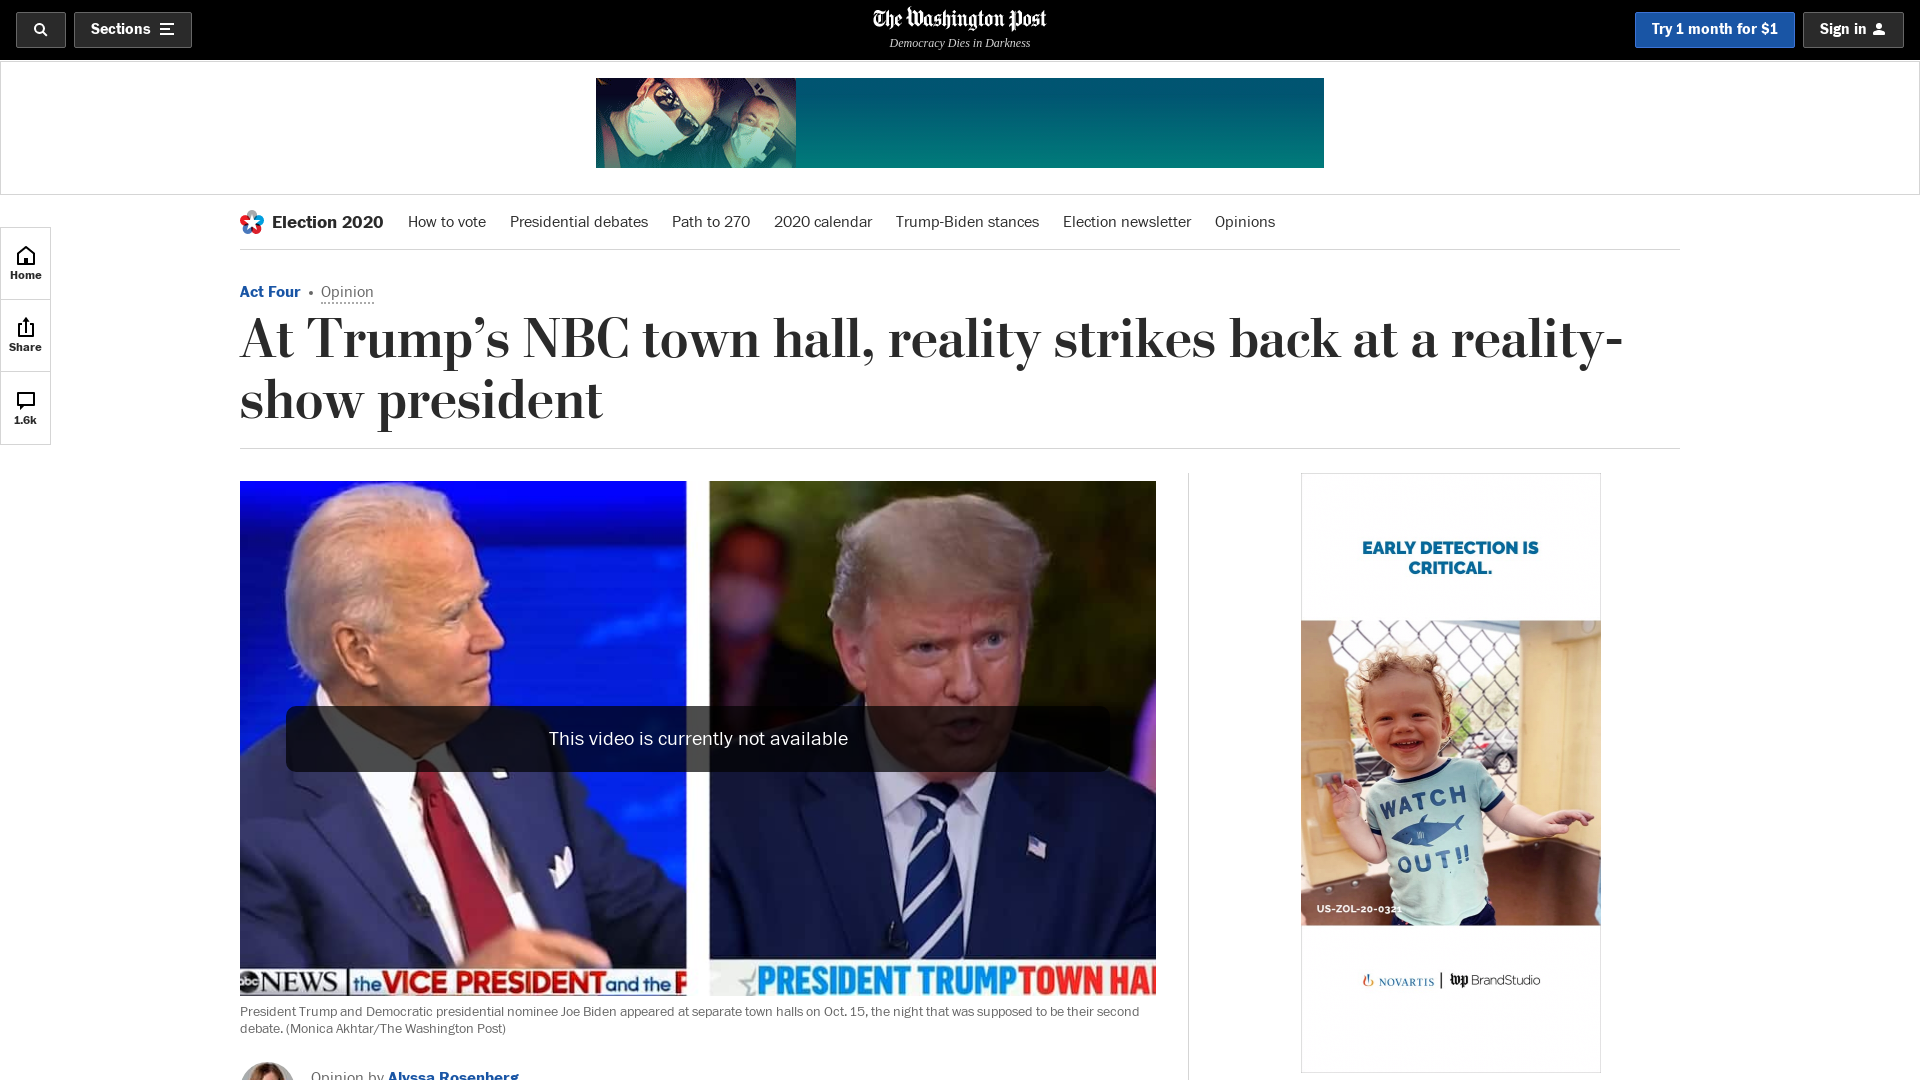 Sections
The Washington Post
Democracy Dies in Darkness
Try 1 month for $1
Sign in
Election 2020
How to vote
Presidential debates
Path to 270
2020 calendar
Trump-Biden stances
Election newsletter
Opinions
Home
Share
1.6k
Act Four • Opinion
At Trump’s NBC town hall, reality strikes back at a reality-
show president
This video is currently not available
abc NEWS the VICE PRESIDENT and the P
PRESIDENT TRUMP TOWN HAL
President Trump and Democratic presidential nominee Joe Biden appeared at separate town halls on Oct. 15, the night that was supposed to be their second
debate. (Monica Akhtar/The Washington Post)
Opinion by Alyssa Rosenberg
EARLY DETECTION IS
CRITICAL.
WATCH
OUT!!
US-ZOL-20-0321
NOVARTIS | wp BrandStudio